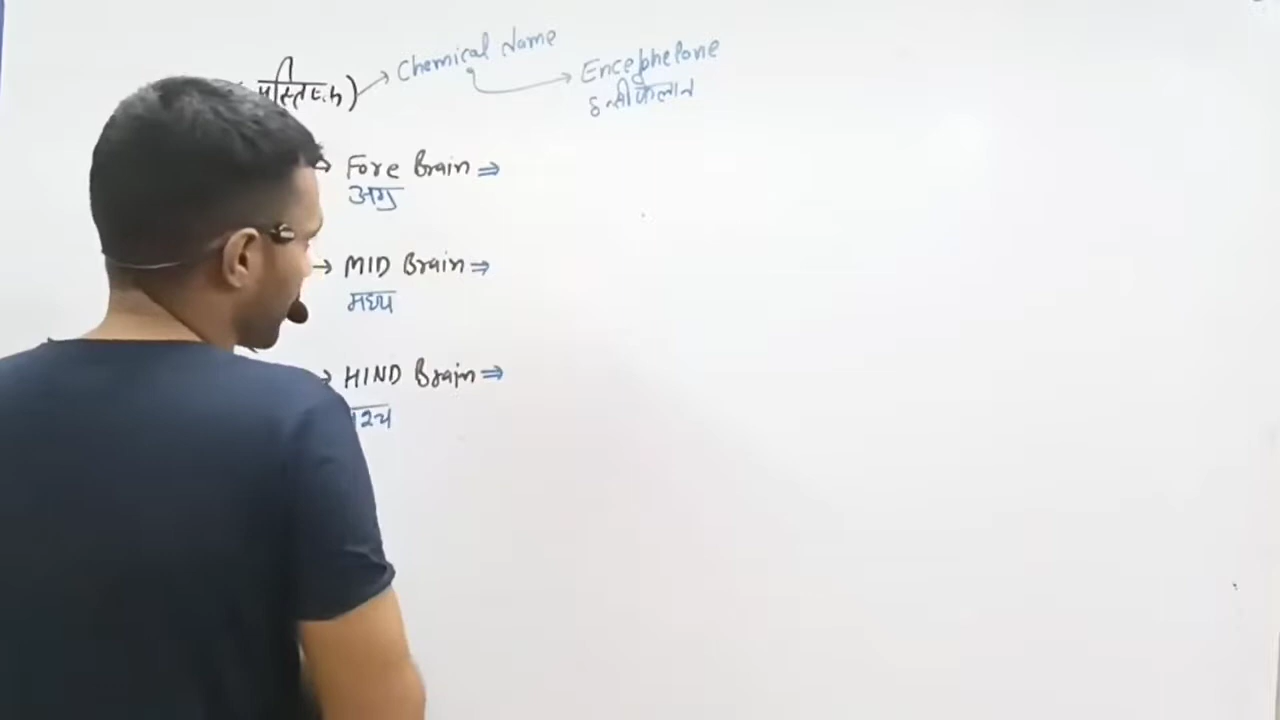 मस्तिष्क) → Chemical Name → Encephelone
इन्सीफेलान
→ Fore Brain ⇒
अग्र
→ MID Brain ⇒
मध्य
→ HIND Brain ⇒